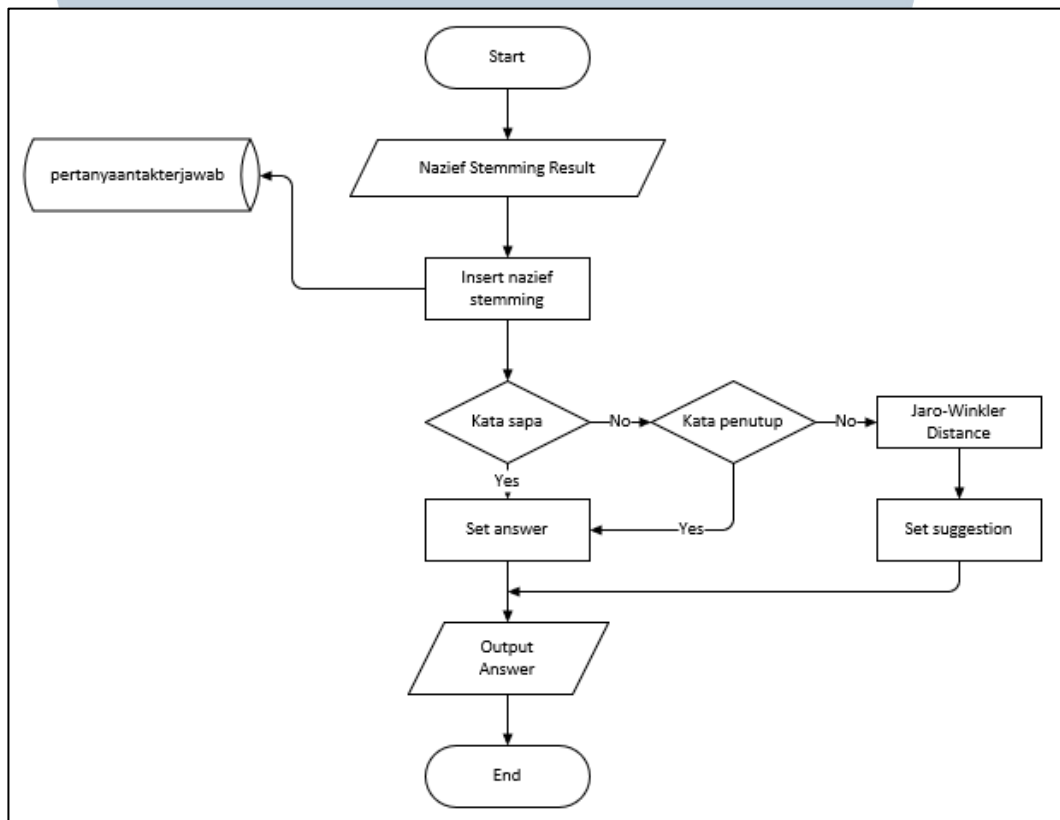 Start
Nazief Stemming Result
pertanyaantakterjawab
Insert nazief
stemming
Kata sapa
No
Kata penutup
No
Jaro-Winkler
Distance
Yes
Set answer
Yes
Set suggestion
Output
Answer
End